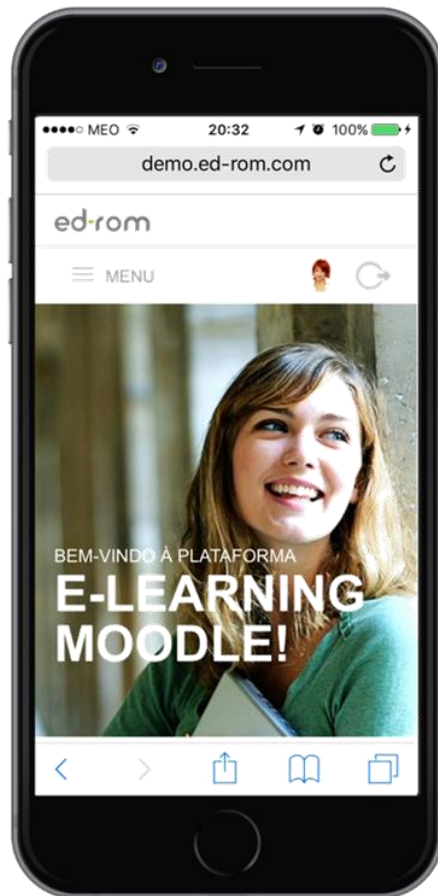 MEO 20:32 100%
demo.ed-rom.com
ed-rom
MENU
BEM-VINDO À PLATAFORMA
E-LEARNING
MOODLE!